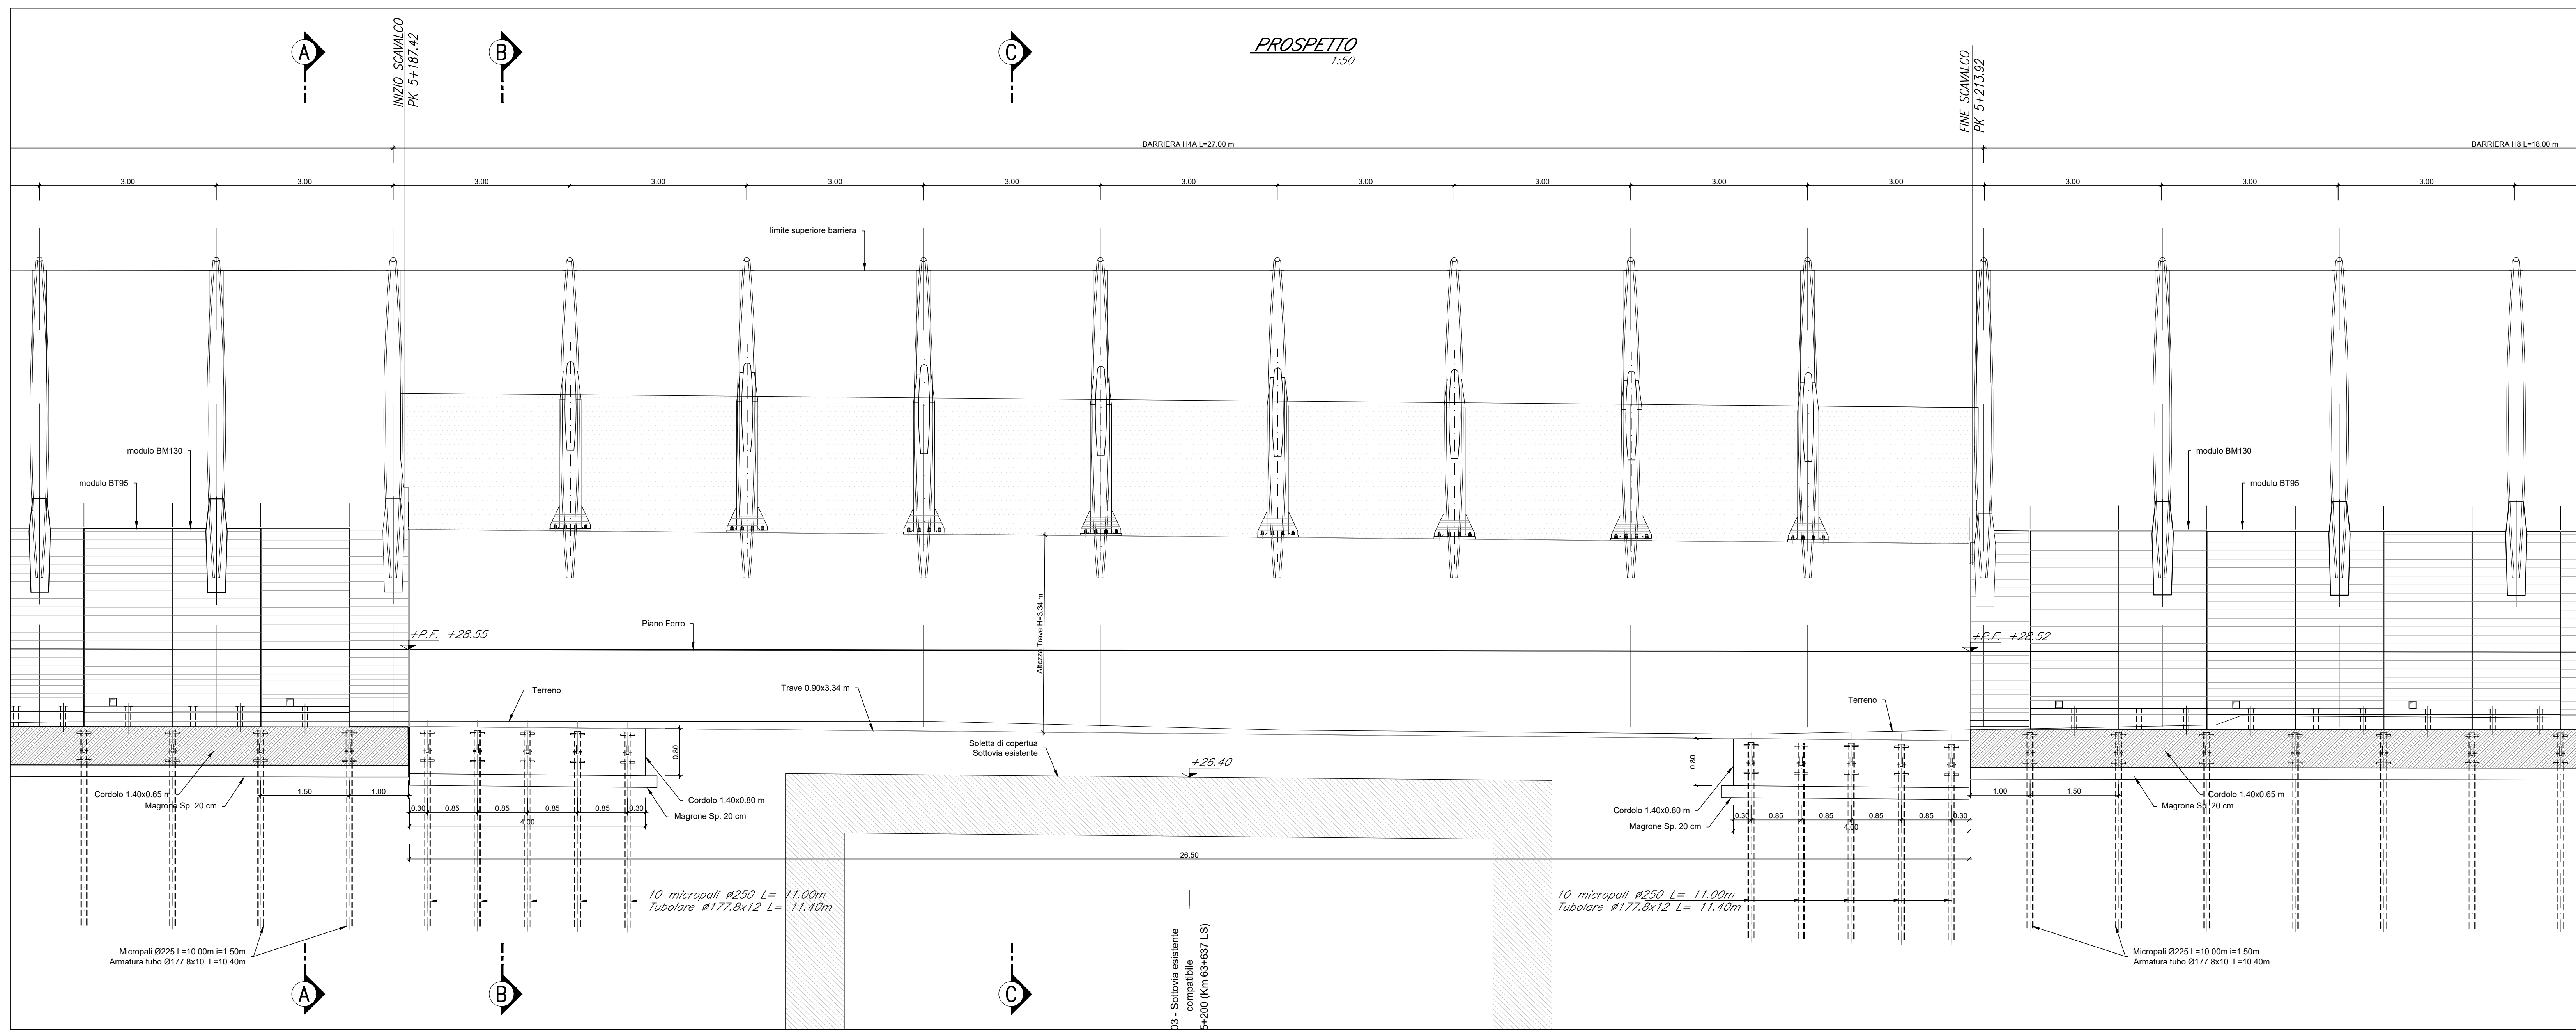 A
B
C
INIZIO SCAVALCO
PK 5+187.42
PROSPETTO
1:50
FINE SCAVALCO
PK 5+213.92
BARRIERA H4A L=27.00 m
BARRIERA H8 L=18.00 m
3.00
3.00
3.00
3.00
3.00
3.00
3.00
3.00
3.00
3.00
3.00
3.00
3.00
3.00
limite superiore barriera
modulo BM130
modulo BT95
modulo BM130
modulo BT95
+P.F. +28.55
Piano Ferro
Altezza Trave H=3.34 m
+P.F. +28.52
Terreno
Trave 0.90x3.34 m
Terreno
Soletta di copertua
Sottovia esistente
+26.40
0.80
0.80
Cordolo 1.40x0.65 m
Magrone Sp. 20 cm
1.50
1.00
0.30
0.85
0.85
0.85
0.85
0.30
4.00
Cordolo 1.40x0.80 m
Magrone Sp. 20 cm
Cordolo 1.40x0.80 m
Magrone Sp. 20 cm
0.30
0.85
0.85
0.85
0.85
0.30
4.00
1.00
1.50
Cordolo 1.40x0.65 m
Magrone Sp. 20 cm
26.50
10 micropali Ø250 L= 11.00m
Tubolare Ø177.8x12 L= 11.40m
10 micropali Ø250 L= 11.00m
Tubolare Ø177.8x12 L= 11.40m
Micropali Ø225 L=10.00m i=1.50m
Armatura tubo Ø177.8x10 L=10.40m
03 - Sottovia esistente
compatibile
5+200 (Km 63+637 LS)
Micropali Ø225 L=10.00m i=1.50m
Armatura tubo Ø177.8x10 L=10.40m
A
B
C